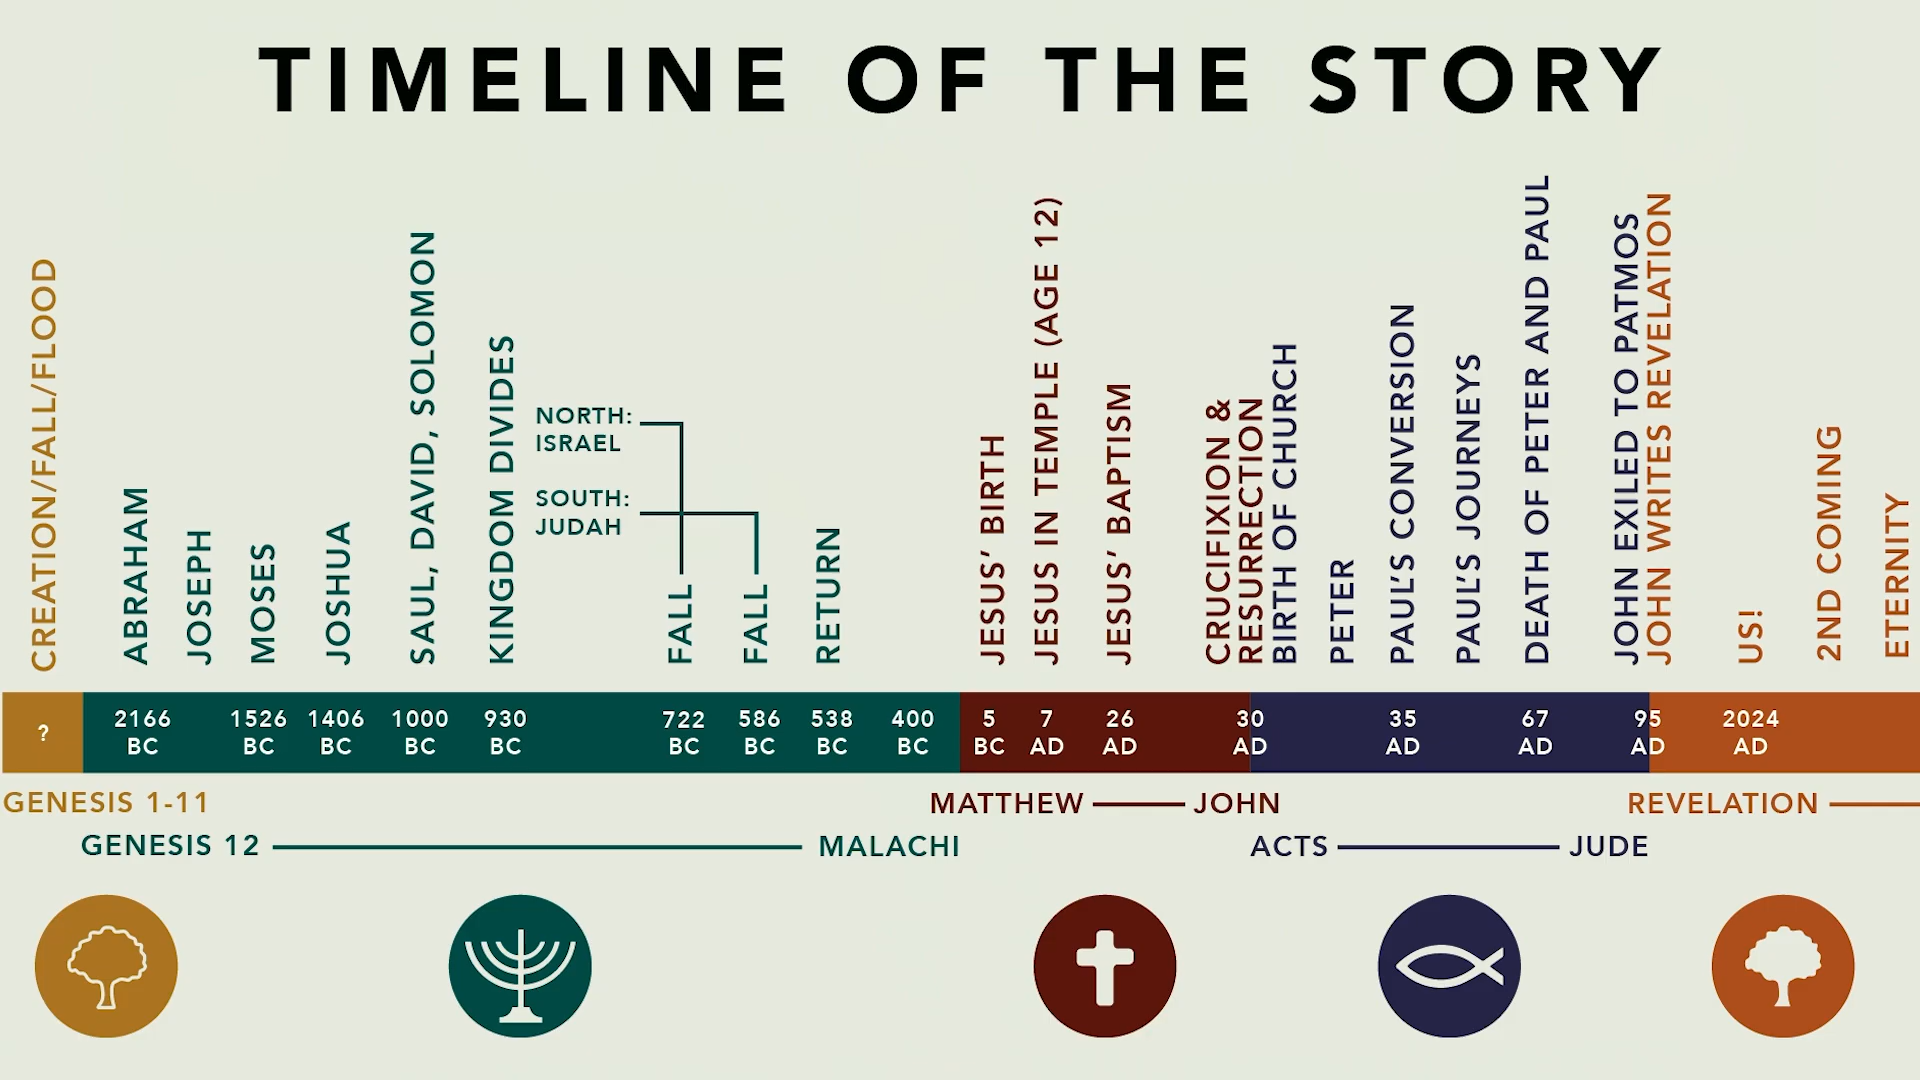 TIMELINE OF THE STORY
CREATION/FALL/FLOOD
ABRAHAM
JOSEPH
MOSES
JOSHUA
SAUL, DAVID, SOLOMON
KINGDOM DIVIDES
NORTH:
ISRAEL
SOUTH:
JUDAH
FALL
FALL
RETURN
JESUS’ BIRTH
JESUS IN TEMPLE (AGE 12)
JESUS’ BAPTISM
CRUCIFIXION &
RESURRECTION
BIRTH OF CHURCH
PETER
PAUL’S CONVERSION
PAUL’S JOURNEYS
DEATH OF PETER AND PAUL
JOHN EXILED TO PATMOS
JOHN WRITES REVELATION
US!
2ND COMING
ETERNITY
?
2166
BC
1526
BC
1406
BC
1000
BC
930
BC
722
BC
586
BC
538
BC
400
BC
5
BC
7
AD
26
AD
30
AD
35
AD
67
AD
95
AD
2024
AD
GENESIS 1-11
MATTHEW JOHN
REVELATION
GENESIS 12 MALACHI
ACTS JUDE